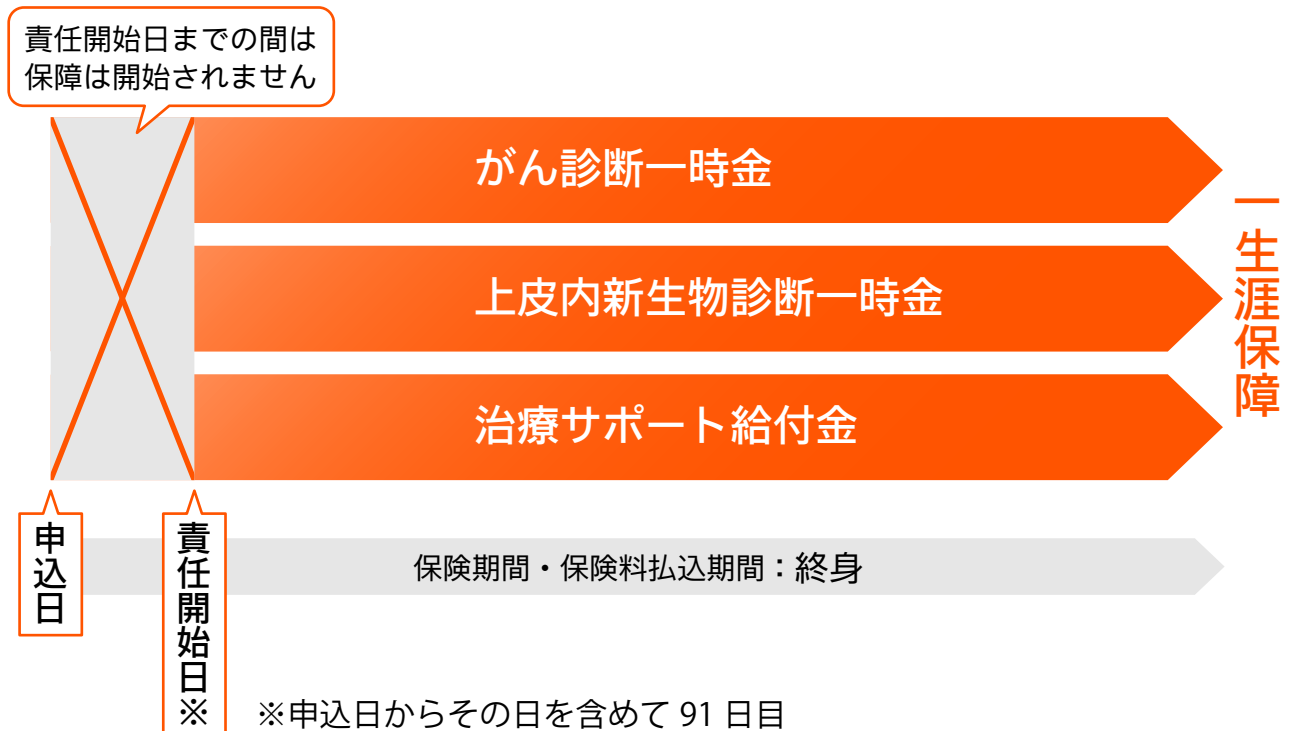 責任開始日までの間は
保障は開始されません
がん診断一時金
上皮内新生物診断一時金
治療サポート給付金
一生涯保障
申込日
責任開始日※
保険期間・保険料払込期間：終身
※申込日からその日を含めて 91 日目